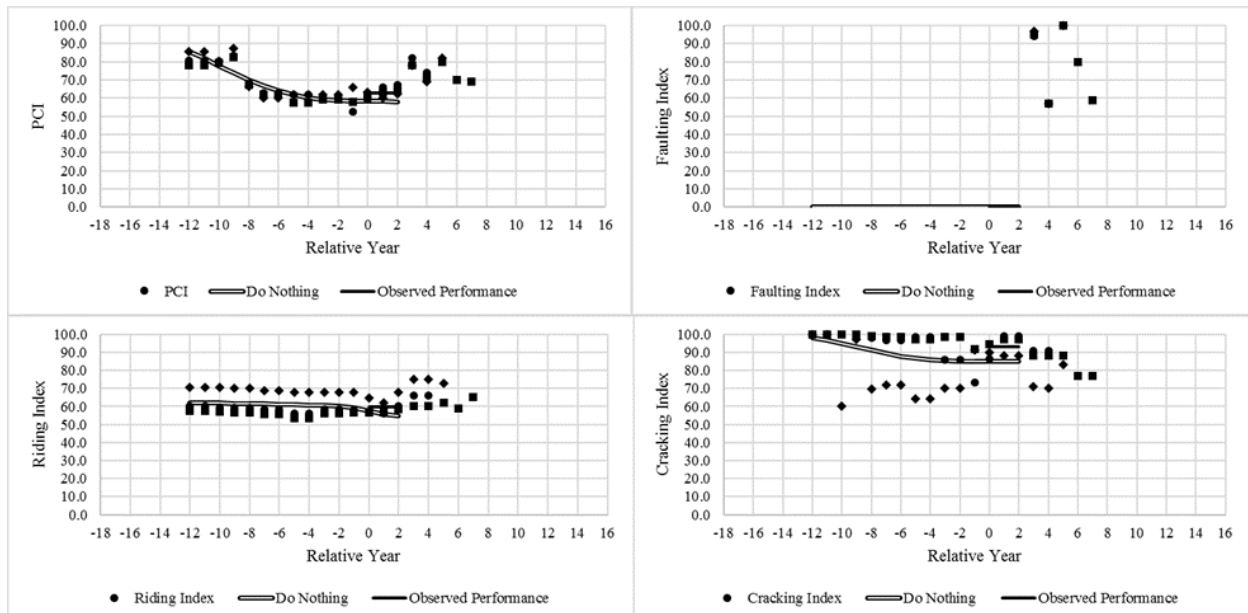 100.0
90.0
80.0
70.0
60.0
50.0
40.0
30.0
20.0
10.0
0.0
PCI
-18 -16 -14 -12 -10 -8 -6 -4 -2 0 2 4 6 8 10 12 14 16
Relative Year
PCI Do Nothing Observed Performance
100.0
90.0
80.0
70.0
60.0
50.0
40.0
30.0
20.0
10.0
0.0
Faulting Index
-18 -16 -14 -12 -10 -8 -6 -4 -2 0 2 4 6 8 10 12 14 16
Relative Year
Faulting Index Do Nothing Observed Performance
100.0
90.0
80.0
70.0
60.0
50.0
40.0
30.0
20.0
10.0
0.0
Riding Index
-18 -16 -14 -12 -10 -8 -6 -4 -2 0 2 4 6 8 10 12 14 16
Relative Year
Riding Index Do Nothing Observed Performance
100.0
90.0
80.0
70.0
60.0
50.0
40.0
30.0
20.0
10.0
0.0
Cracking Index
-18 -16 -14 -12 -10 -8 -6 -4 -2 0 2 4 6 8 10 12 14 16
Relative Year
Cracking Index Do Nothing Observed Performance